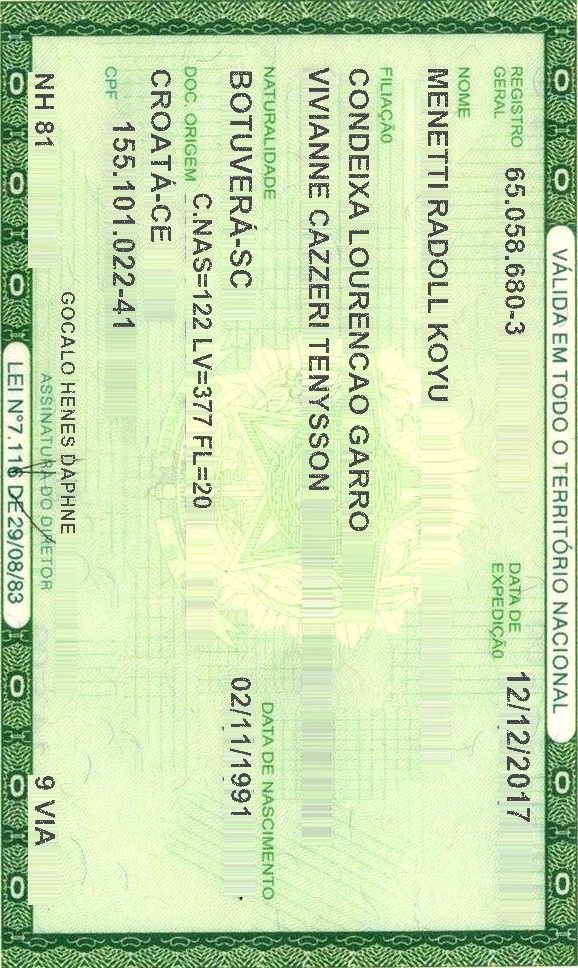 VÁLIDA EM TODO O TERRITÓRIO NACIONAL
REGISTRO GERAL 65.058.680-3 DATA DE EXPEDIÇÃO 12/12/2017
NOME
MENETTI RADOLL KOYU
FILIAÇÃO
CONDEIXA LOURENCAO GARRO
VIVIANNE CAZZERI TENYSSON
NATURALIDADE DATA DE NASCIMENTO
BOTUVERÁ-SC 02/11/1991
DOC. ORIGEM C.NAS=122 LV=377 FL=20
CROATÁ-CE
CPF 155.101.022-41
GOCALO HENES DAPHNE
NH 81 ASSINATURA DO DIRETOR 9 VIA
LEI Nº7.116 DE 29/08/83